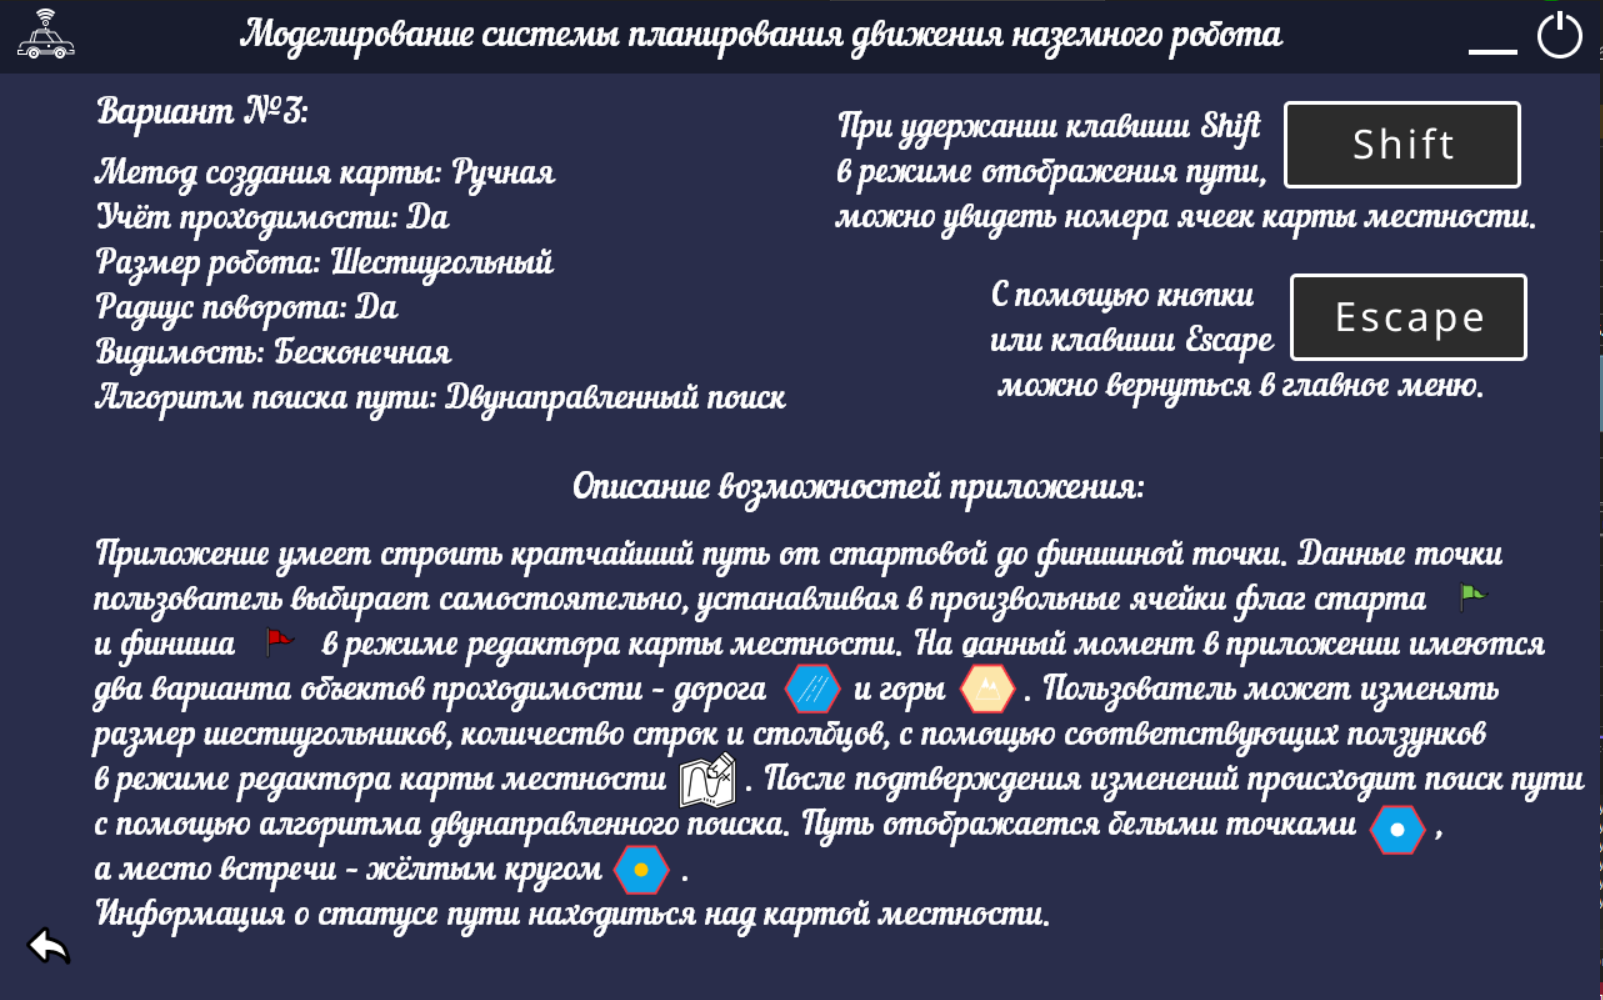 Моделирование системы планирования движения наземного робота
Вариант №3:
Метод создания карты: Ручная
Учёт проходимости: Да
Размер робота: Шестиугольный
Радиус поворота: Да
Видимость: Бесконечная
Алгоритм поиска пути: Двунаправленный поиск
При удержании клавиши Shift
в режиме отображения пути,
можно увидеть номера ячеек карты местности.
Shift
С помощью кнопки
или клавиши Escape
можно вернуться в главное меню.
Escape
Описание возможностей приложения:
Приложение умеет строить кратчайший путь от стартовой до финишной точки. Данные точки
пользователь выбирает самостоятельно, устанавливая в произвольные ячейки флаг старта
и финиша в режиме редактора карты местности. На данный момент в приложении имеются
два варианта объектов проходимости - дорога и горы . Пользователь может изменять
размер шестиугольников, количество строк и столбцов, с помощью соответствующих ползунков
в режиме редактора карты местности . После подтверждения изменений происходит поиск пути
с помощью алгоритма двунаправленного поиска. Путь отображается белыми точками ,
а место встречи - жёлтым кругом .
Информация о статусе пути находиться над картой местности.